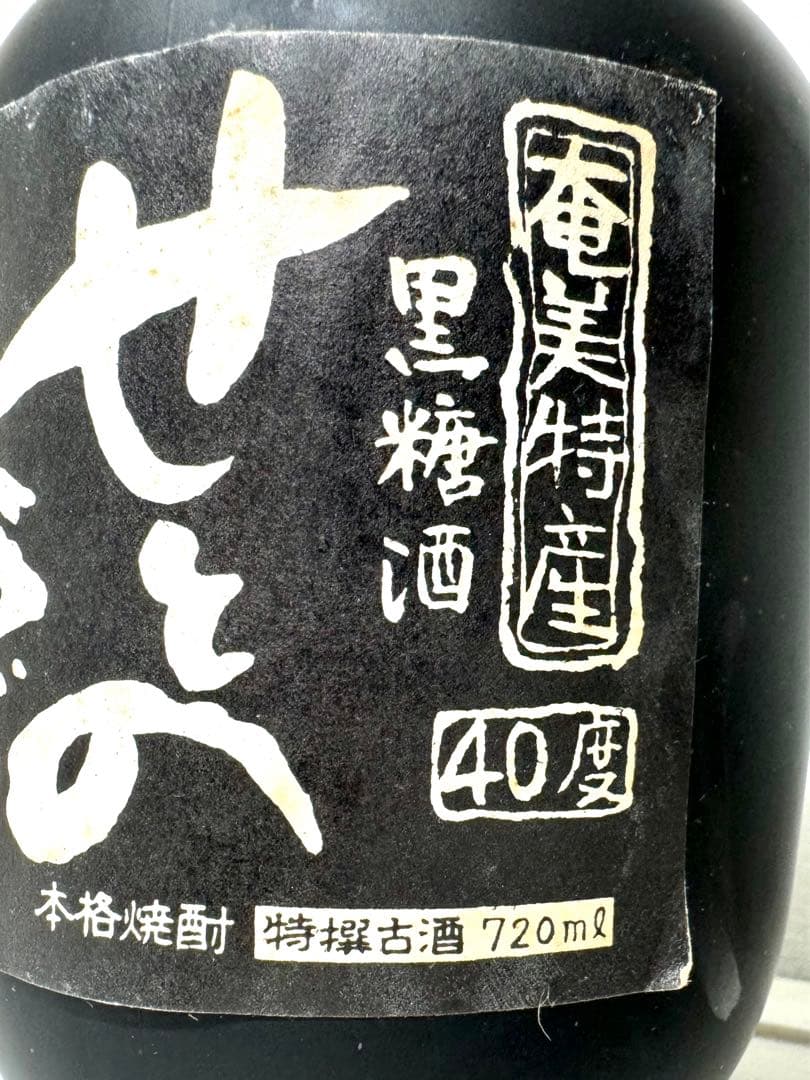 奄美特産
黒糖酒
せとの
40度
本格焼酎 特撰古酒 720ml